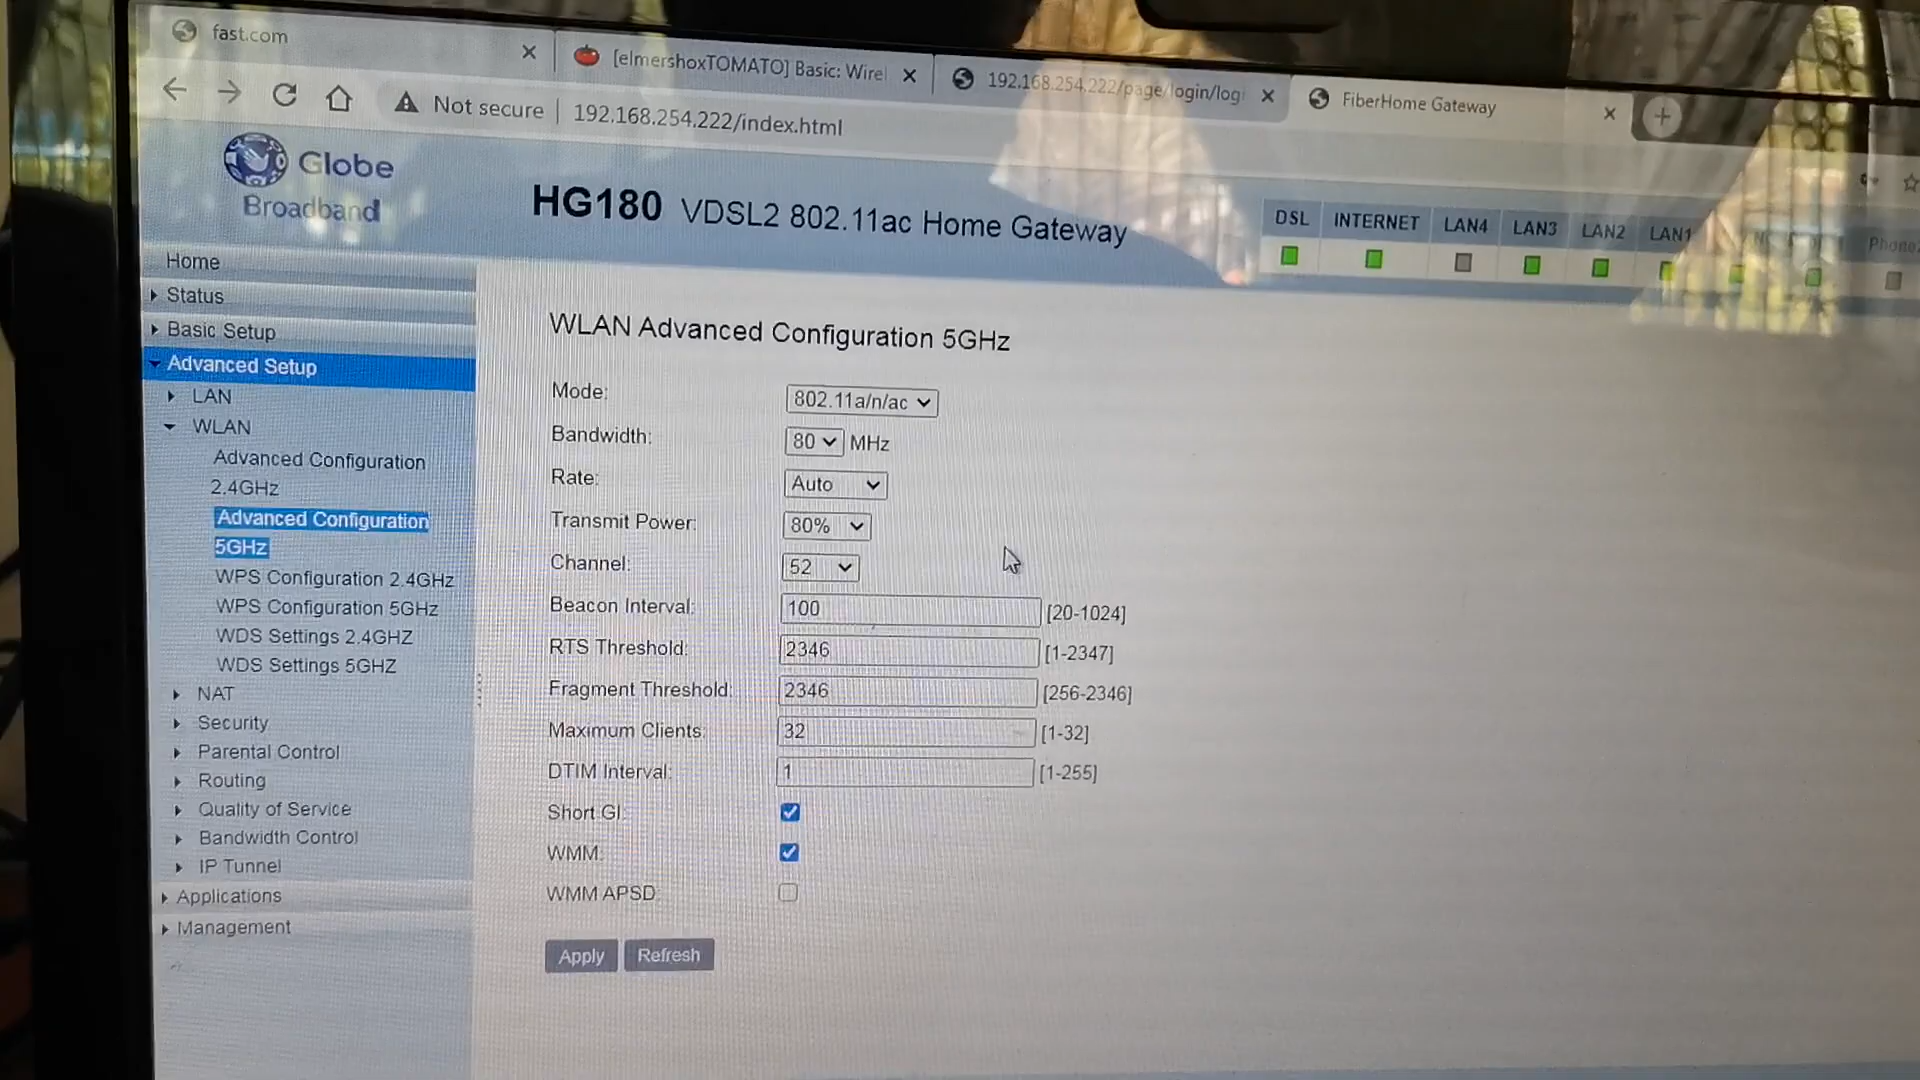 fast.com
[elmershoxTOMATO] Basic: Wirel
192.168.254.222/page/login/logi
FiberHome Gateway
Not secure
192.168.254.222/index.html
Globe
Broadband
HG180 VDSL2 802.11ac Home Gateway
DSL INTERNET LAN4 LAN3 LAN2 LAN1
Home
Status
Basic Setup
Advanced Setup
LAN
WLAN
Advanced Configuration
2.4GHz
Advanced Configuration
5GHz
WPS Configuration 2.4GHz
WPS Configuration 5GHz
WDS Settings 2.4GHZ
WDS Settings 5GHZ
NAT
Security
Parental Control
Routing
Quality of Service
Bandwidth Control
IP Tunnel
Applications
Management
WLAN Advanced Configuration 5GHz
Mode: 802.11a/n/ac
Bandwidth: 80 MHz
Rate: Auto
Transmit Power: 80%
Channel: 52
Beacon Interval: 100 [20-1024]
RTS Threshold: 2346 [1-2347]
Fragment Threshold: 2346 [256-2346]
Maximum Clients: 32 [1-32]
DTIM Interval: 1 [1-255]
Short GI:
WMM:
WMM APSD:
Apply Refresh